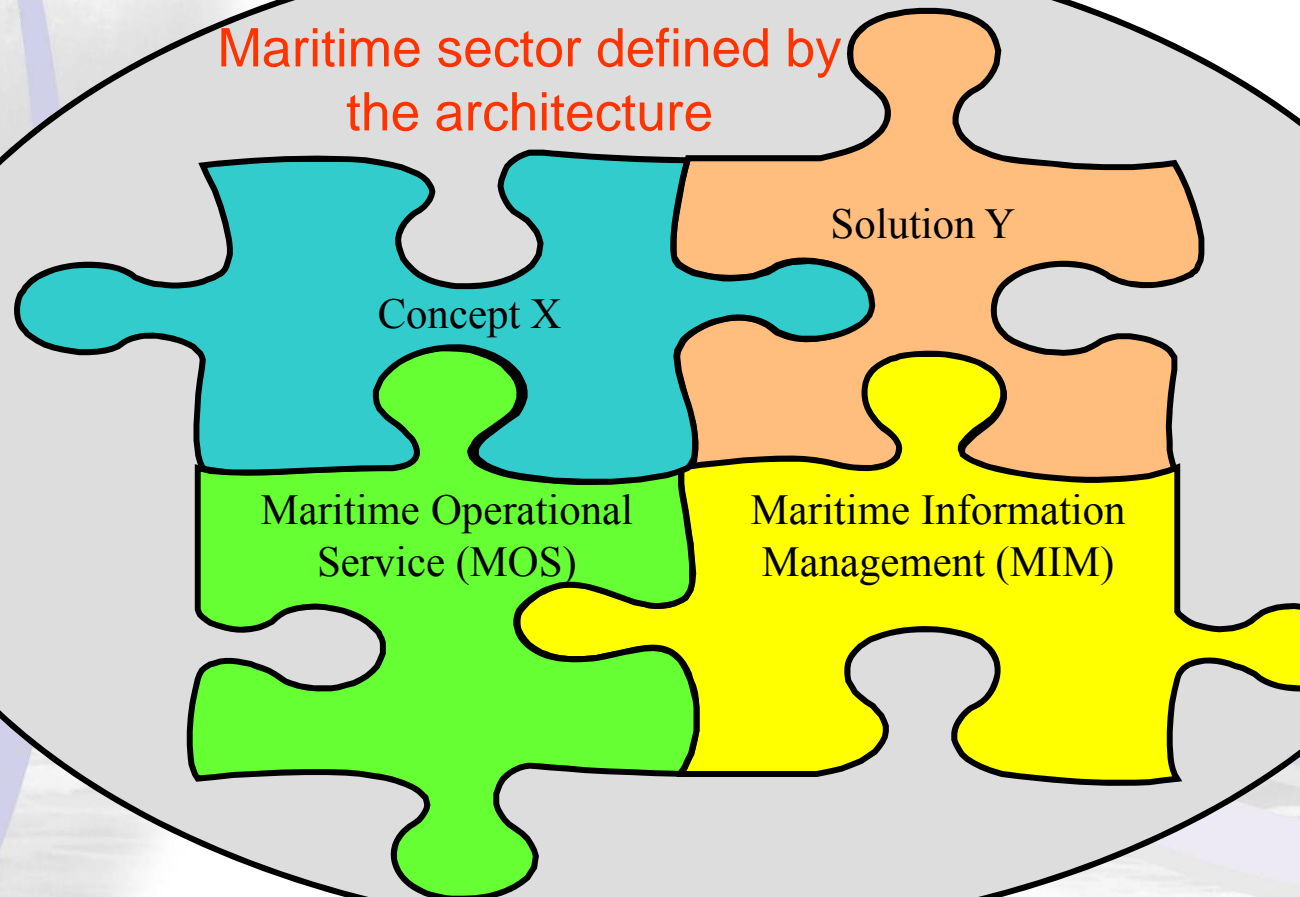 Maritime sector defined by
the architecture
Solution Y
Concept X
Maritime Operational
Service (MOS)
Maritime Information
Management (MIM)